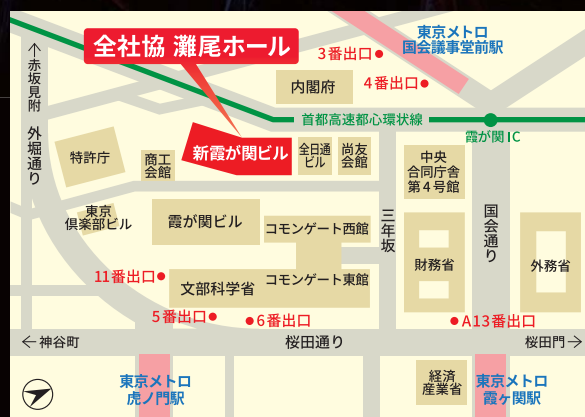 全社協 灘尾ホール
東京メトロ
国会議事堂前駅
3番出口
4番出口
←赤坂見附
外堀通り
内閣府
首都高速都心環状線
霞が関IC
特許庁
商工
会館
新霞が関ビル
全日通
ビル
尚友
会館
中央
合同庁舎
第4号館
東京
倶楽部ビル
霞が関ビル
コモンゲート西館
三年坂
国会通り
コモンゲート東館
財務省
外務省
11番出口
文部科学省
5番出口
6番出口
A13番出口
←神谷町
桜田通り
桜田門→
東京メトロ
虎ノ門駅
経済
産業省
東京メトロ
霞ヶ関駅